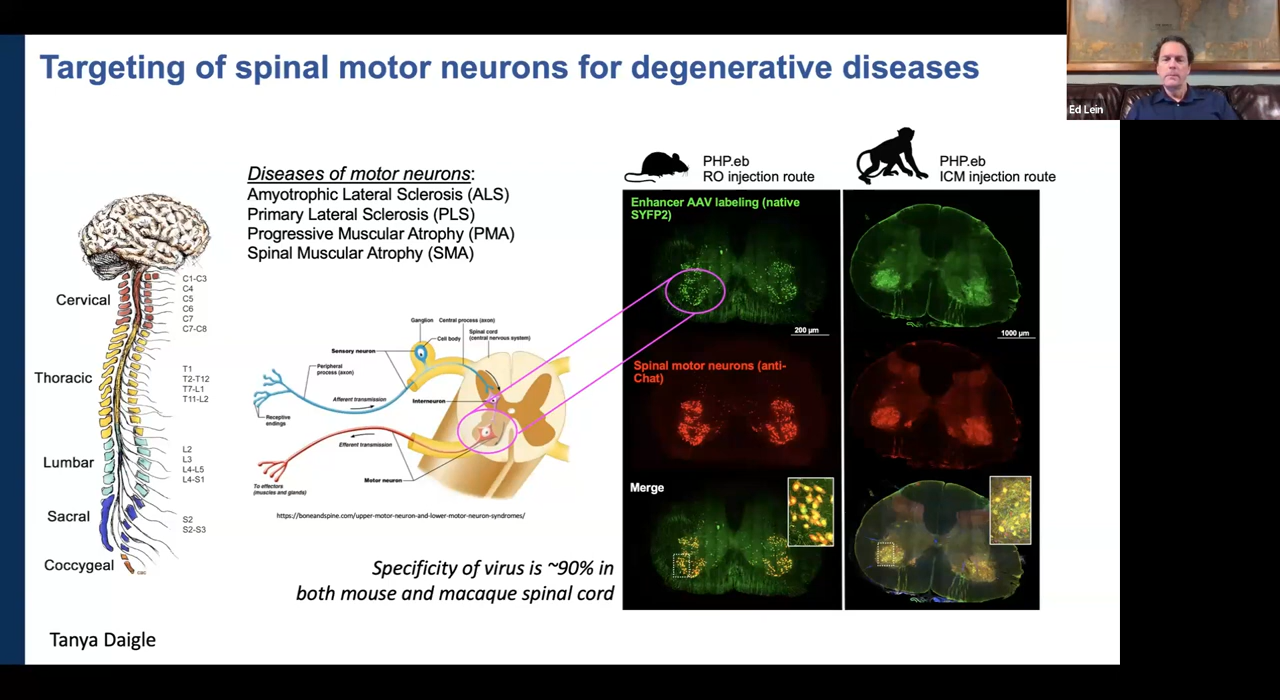 Targeting of spinal motor neurons for degenerative diseases
Ed Lein
Cervical
C1-C3
C4
C5
C6
C7
C7-C8
Thoracic
T1
T2-T12
T7-L1
T11-L2
Lumbar
L2
L3
L4-L5
L4-S1
Sacral
S2
S2-S3
Coccygeal
Diseases of motor neurons:
Amyotrophic Lateral Sclerosis (ALS)
Primary Lateral Sclerosis (PLS)
Progressive Muscular Atrophy (PMA)
Spinal Muscular Atrophy (SMA)
Ganglion
Central process (axon)
Cell body
Spinal cord
(central nervous system)
Sensory neuron
Peripheral
process (axon)
Afferent transmission
Interneuron
Receptive
endings
Efferent transmission
Motor neuron
To effectors
(muscles and glands)
https://boneandspine.com/upper-motor-neuron-and-lower-motor-neuron-syndromes/
Specificity of virus is ~90% in
both mouse and macaque spinal cord
Tanya Daigle
PHP.eb
RO injection route
PHP.eb
ICM injection route
Enhancer AAV labeling (native
SYFP2)
200 µm
1000 µm
Spinal motor neurons (anti-
Chat)
Merge